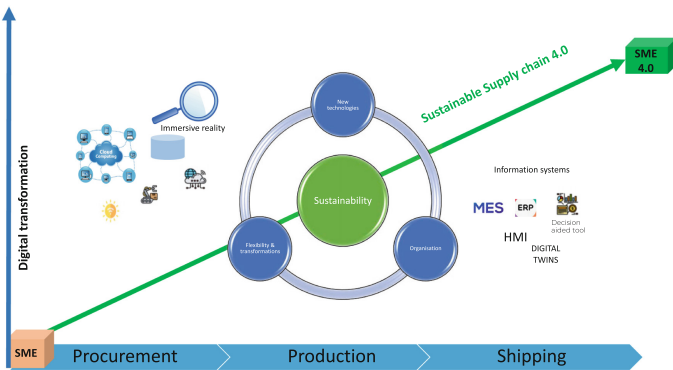 Digital transformation
SME
4.0
Sustainable Supply chain 4.0
New
technologies
Immersive reality
Cloud
Computing
Information systems
Sustainability
MES
ERP
Decision
aided tool
HMI
DIGITAL
TWINS
Flexibility &
transformations
Organisation
SME
Procurement
Production
Shipping